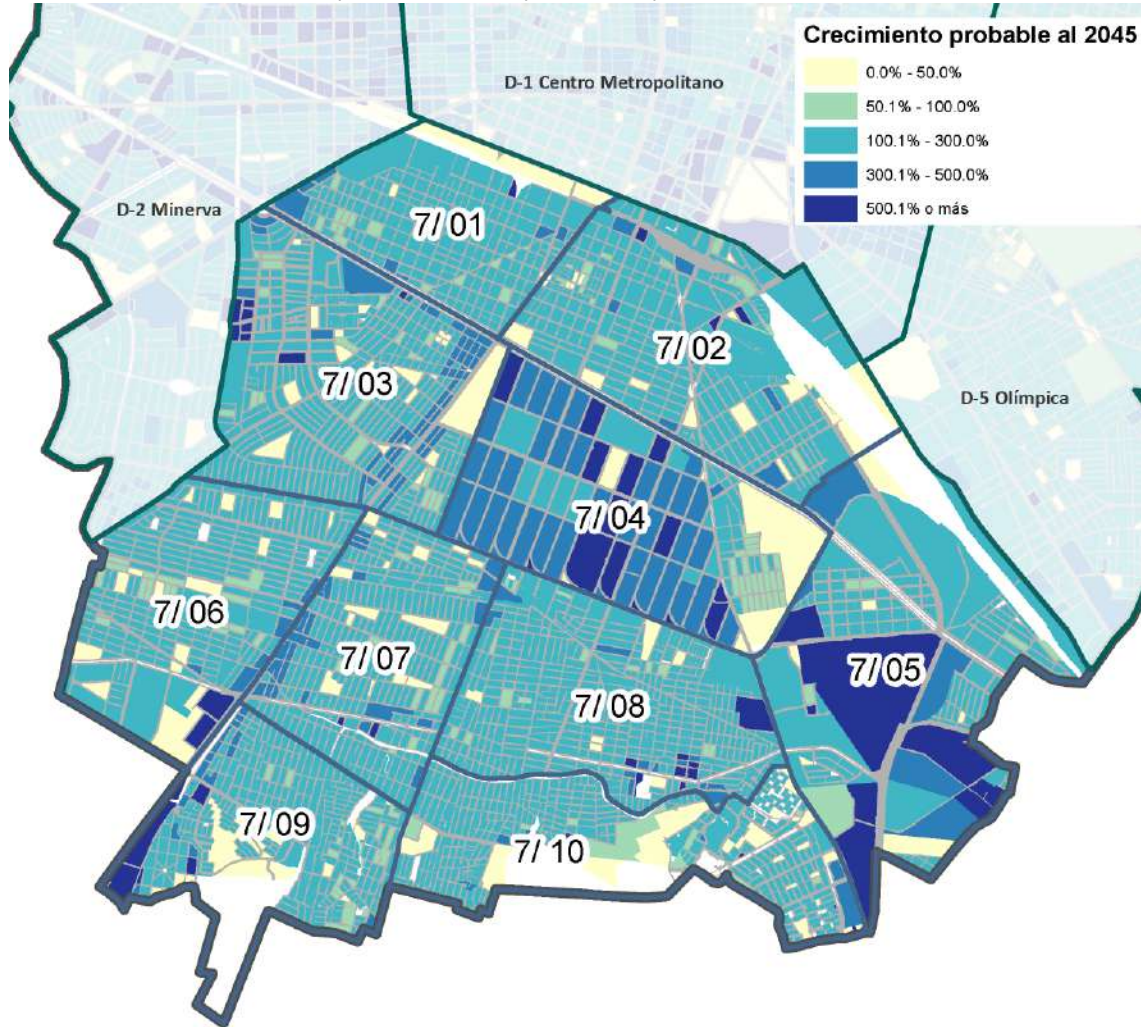 Crecimiento probable al 2045
0.0% - 50.0%
50.1% - 100.0%
100.1% - 300.0%
300.1% - 500.0%
500.1% o más
D-1 Centro Metropolitano
D-2 Minerva
7/ 01
7/ 02
7/ 03
D-5 Olímpica
7/ 04
7/ 06
7/ 07
7/ 05
7/ 08
7/ 09
7/ 10